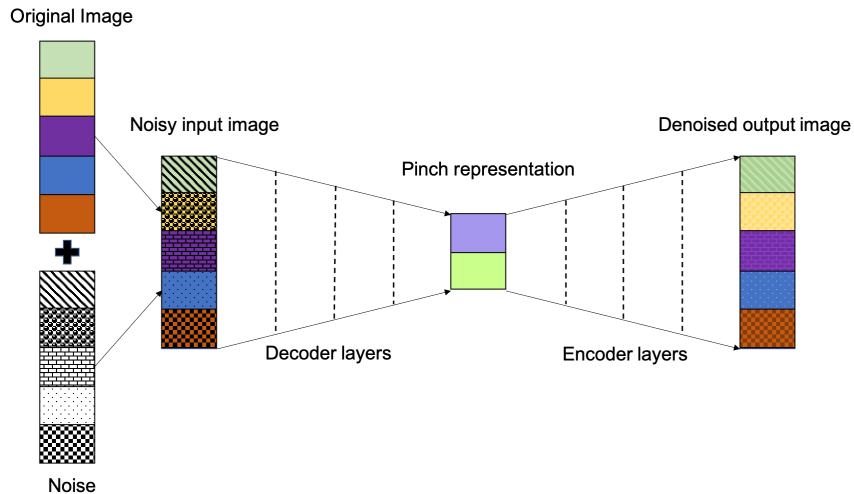 Original Image
Noisy input image
Denoised output image
Pinch representation
Decoder layers
Encoder layers
Noise